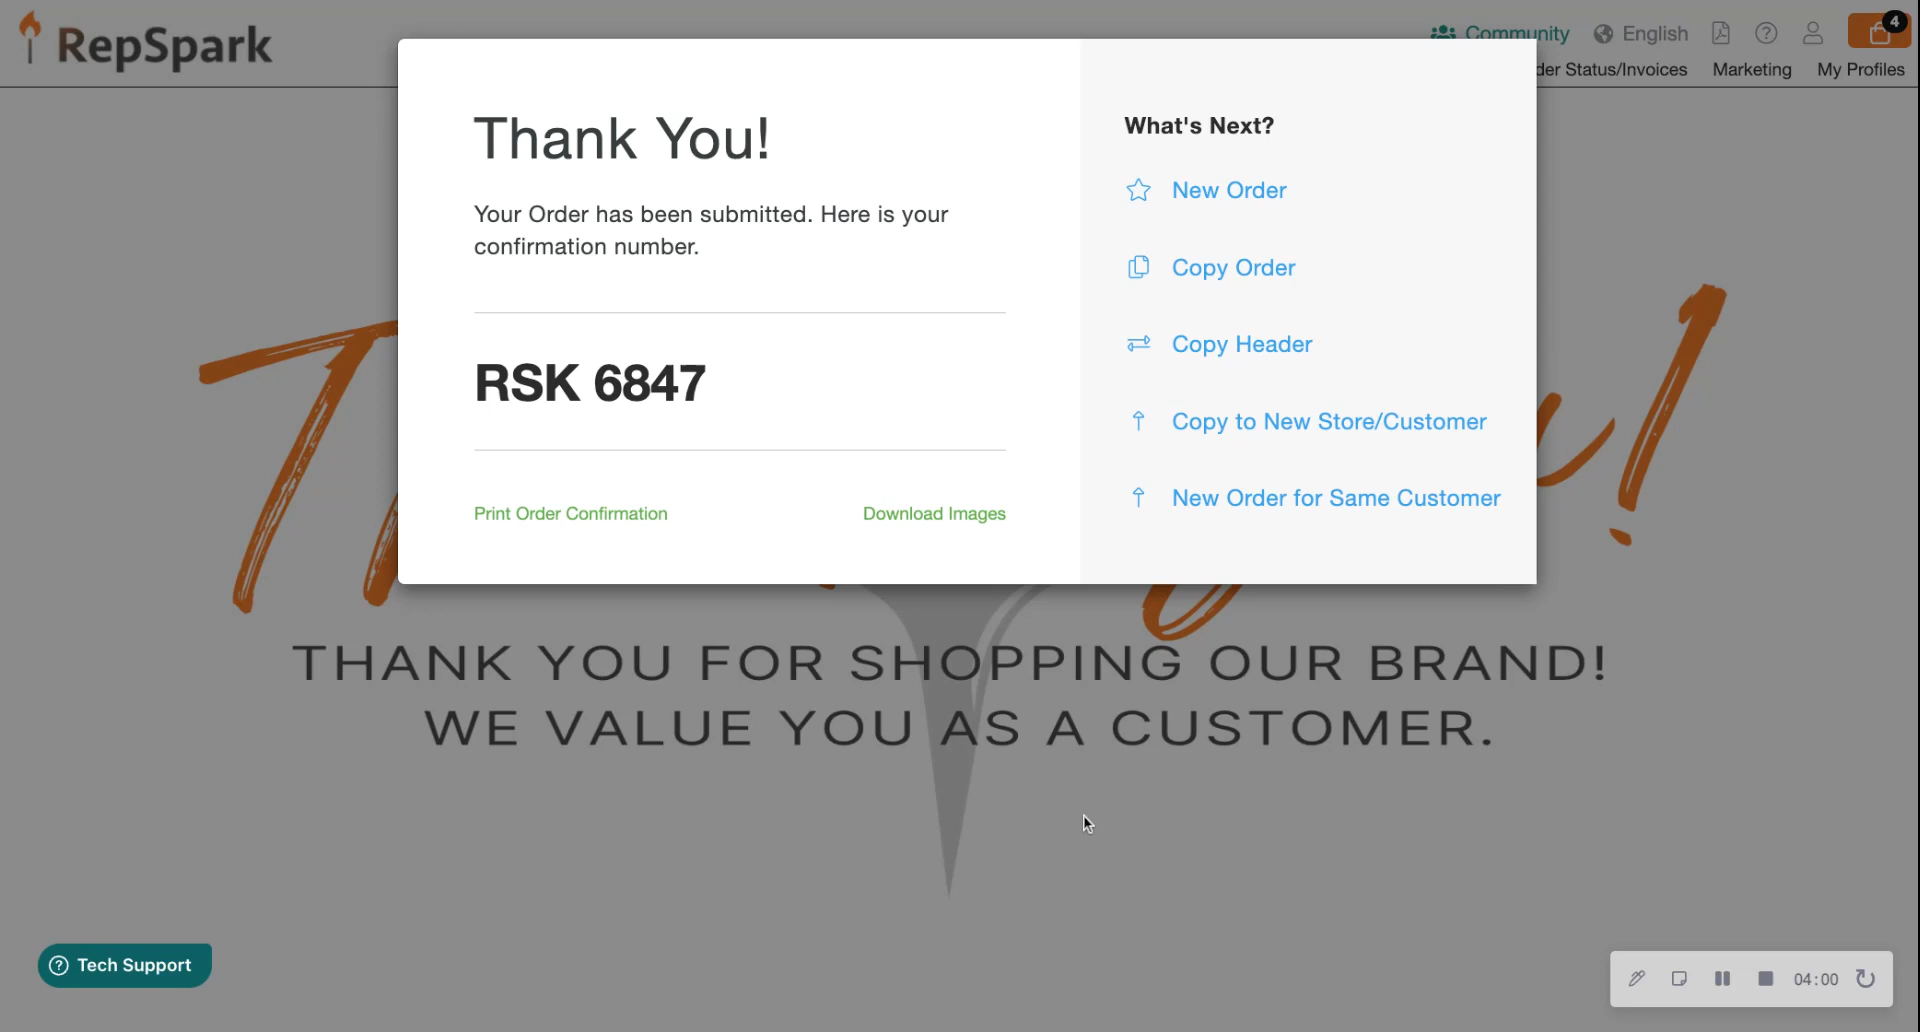 RepSpark
Community
English
4
der Status/Invoices
Marketing
My Profiles
Thank You!
Your Order has been submitted. Here is your
confirmation number.
RSK 6847
Print Order Confirmation
Download Images
What's Next?
New Order
Copy Order
Copy Header
Copy to New Store/Customer
New Order for Same Customer
THANK YOU FOR SHOPPING OUR BRAND!
WE VALUE YOU AS A CUSTOMER.
Tech Support
04:00